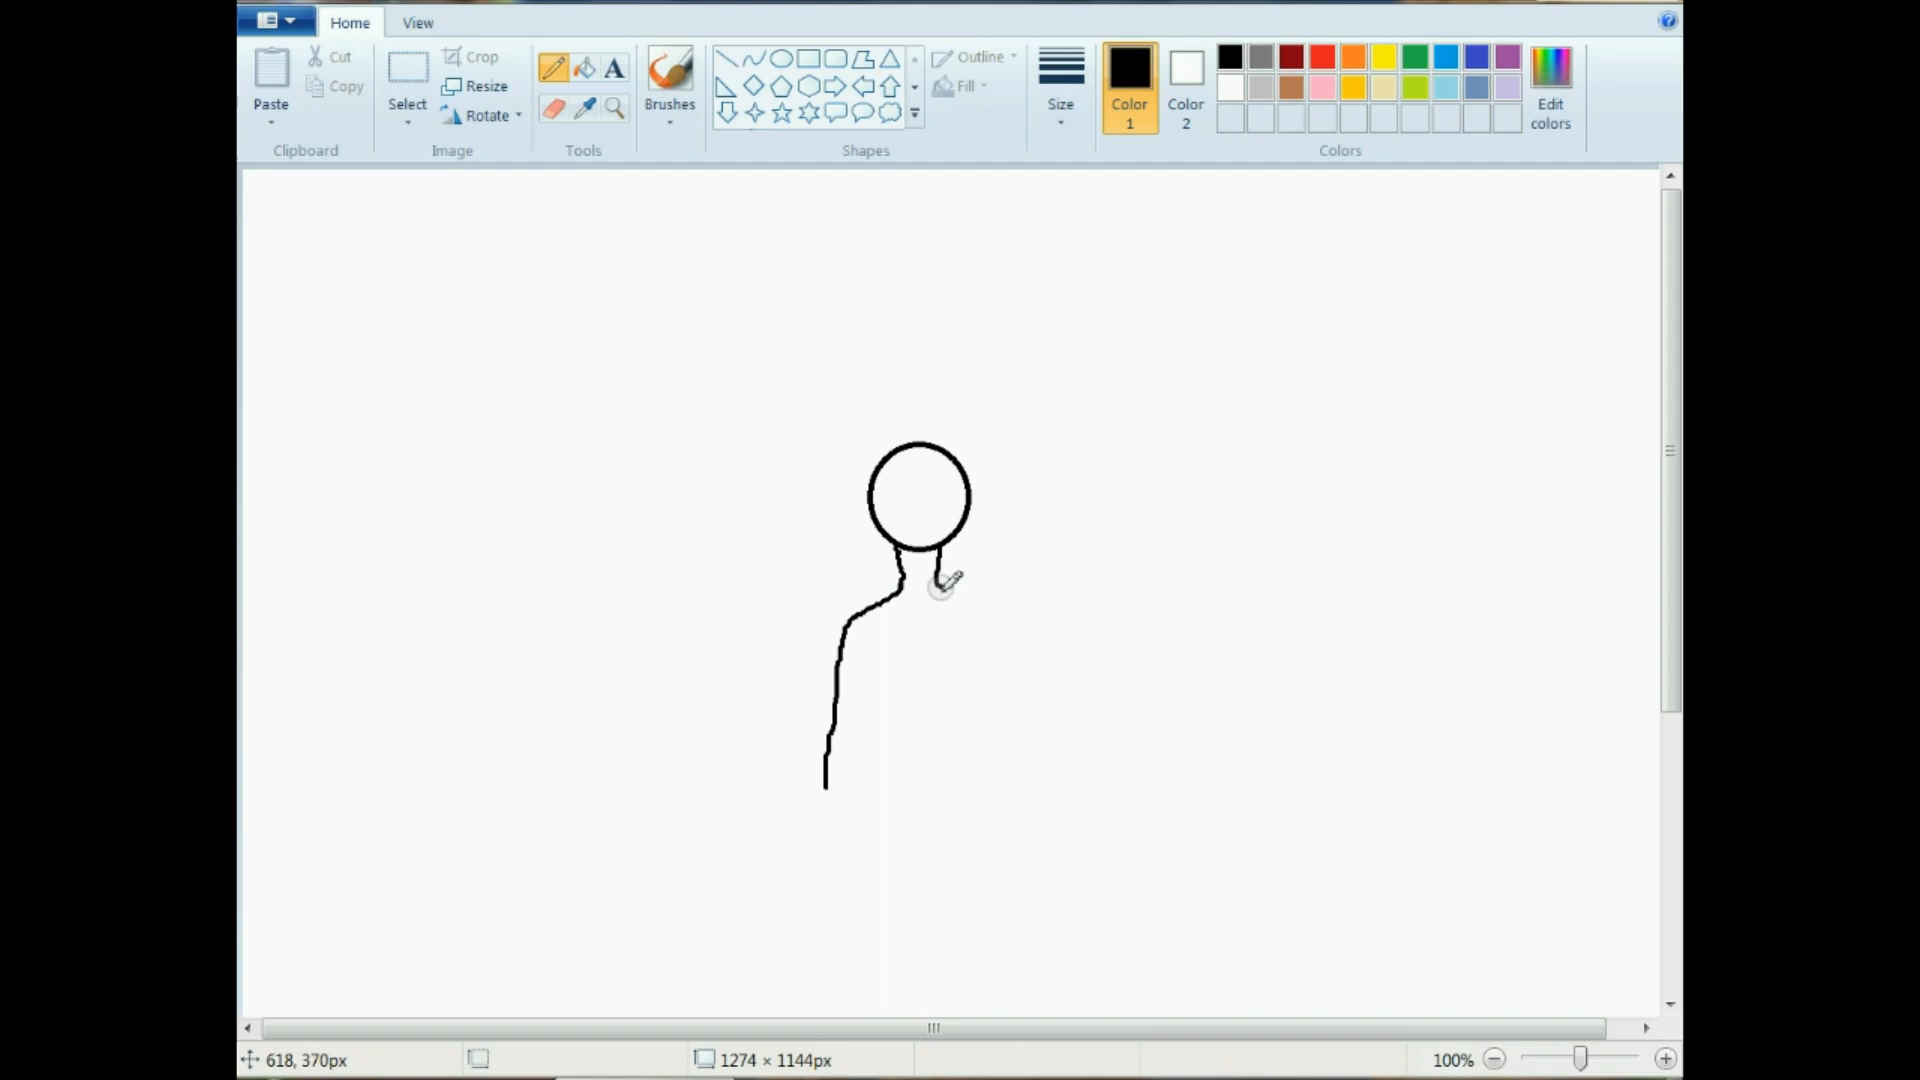 Home View
Paste
Cut
Copy
Clipboard
Select
Crop
Resize
Rotate
Image
A
Tools
Brushes
Outline
Fill
Shapes
Size
Color
1
Color
2
Edit
colors
Colors
618, 370px
1274 × 1144px
100%